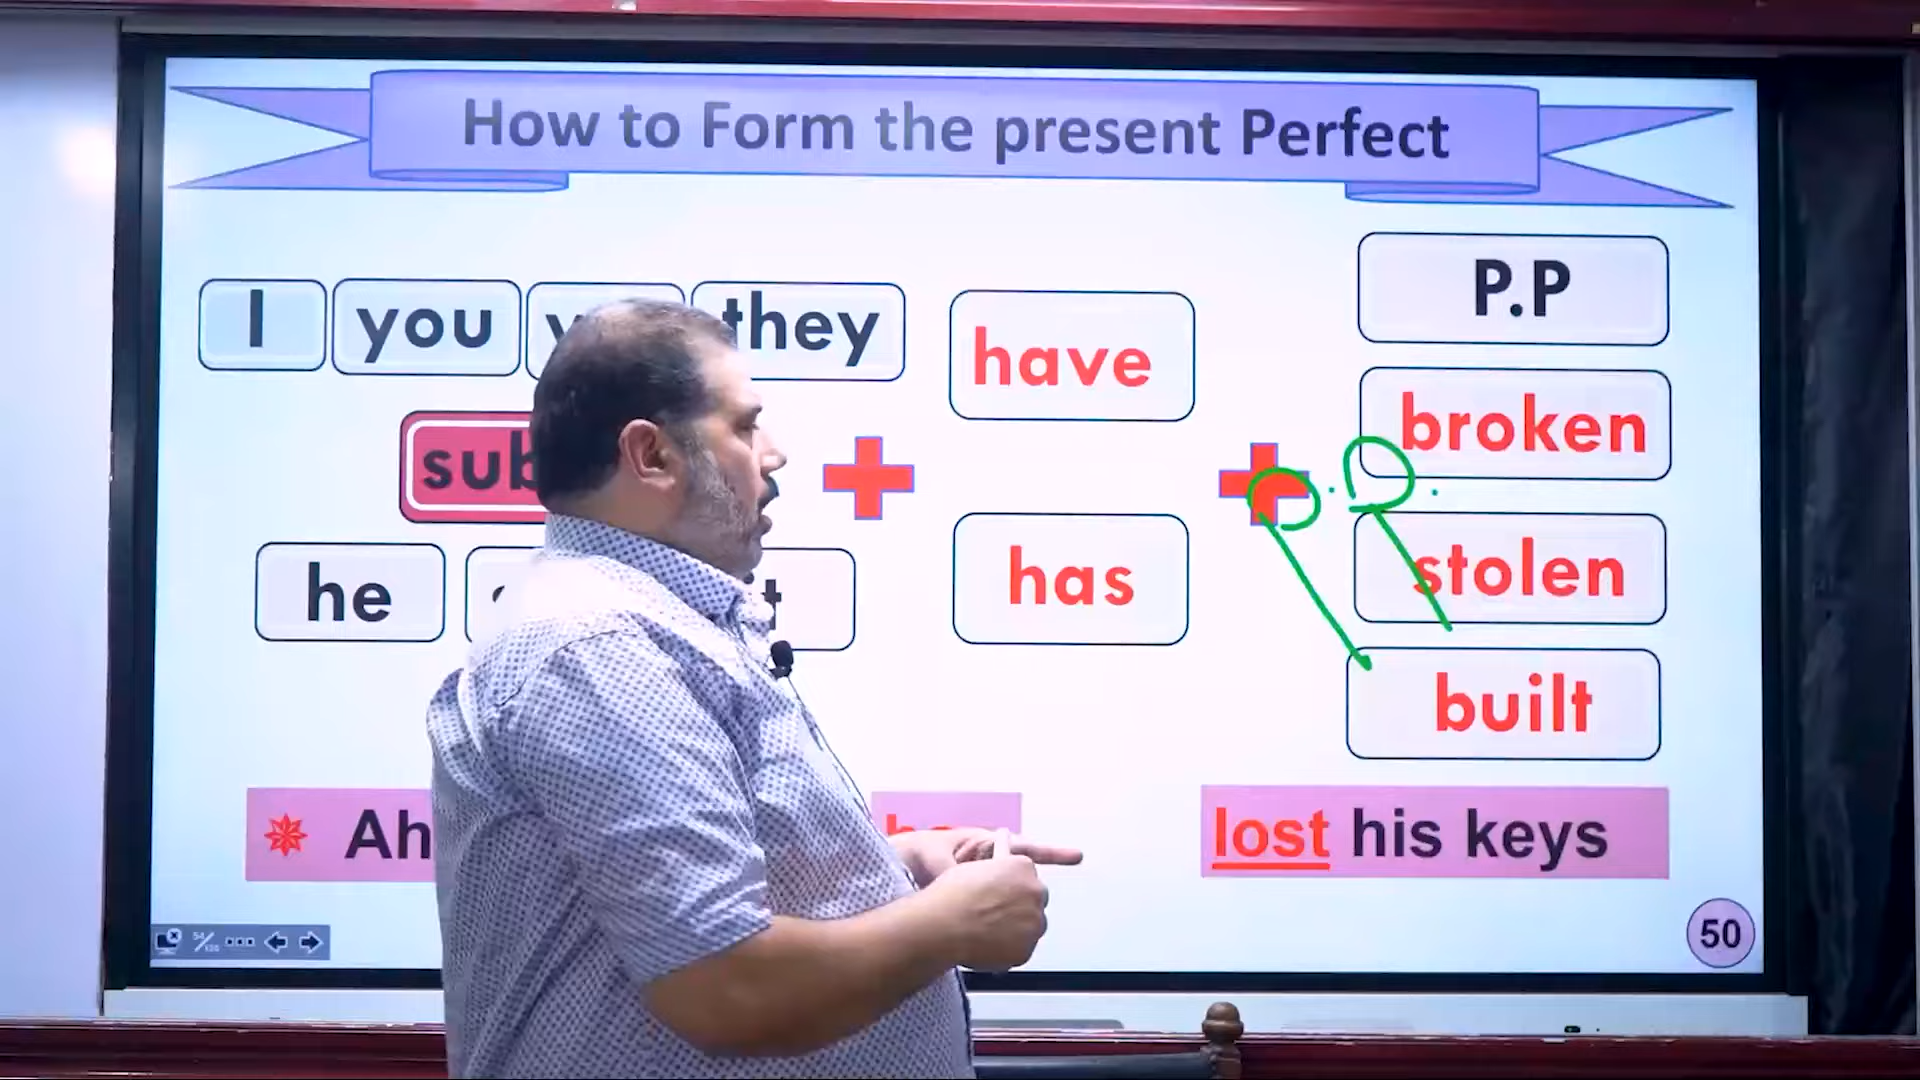 How to Form the present Perfect
I you they have P.P
broken
P.P.
he has stolen
built
Ah lost his keys
50